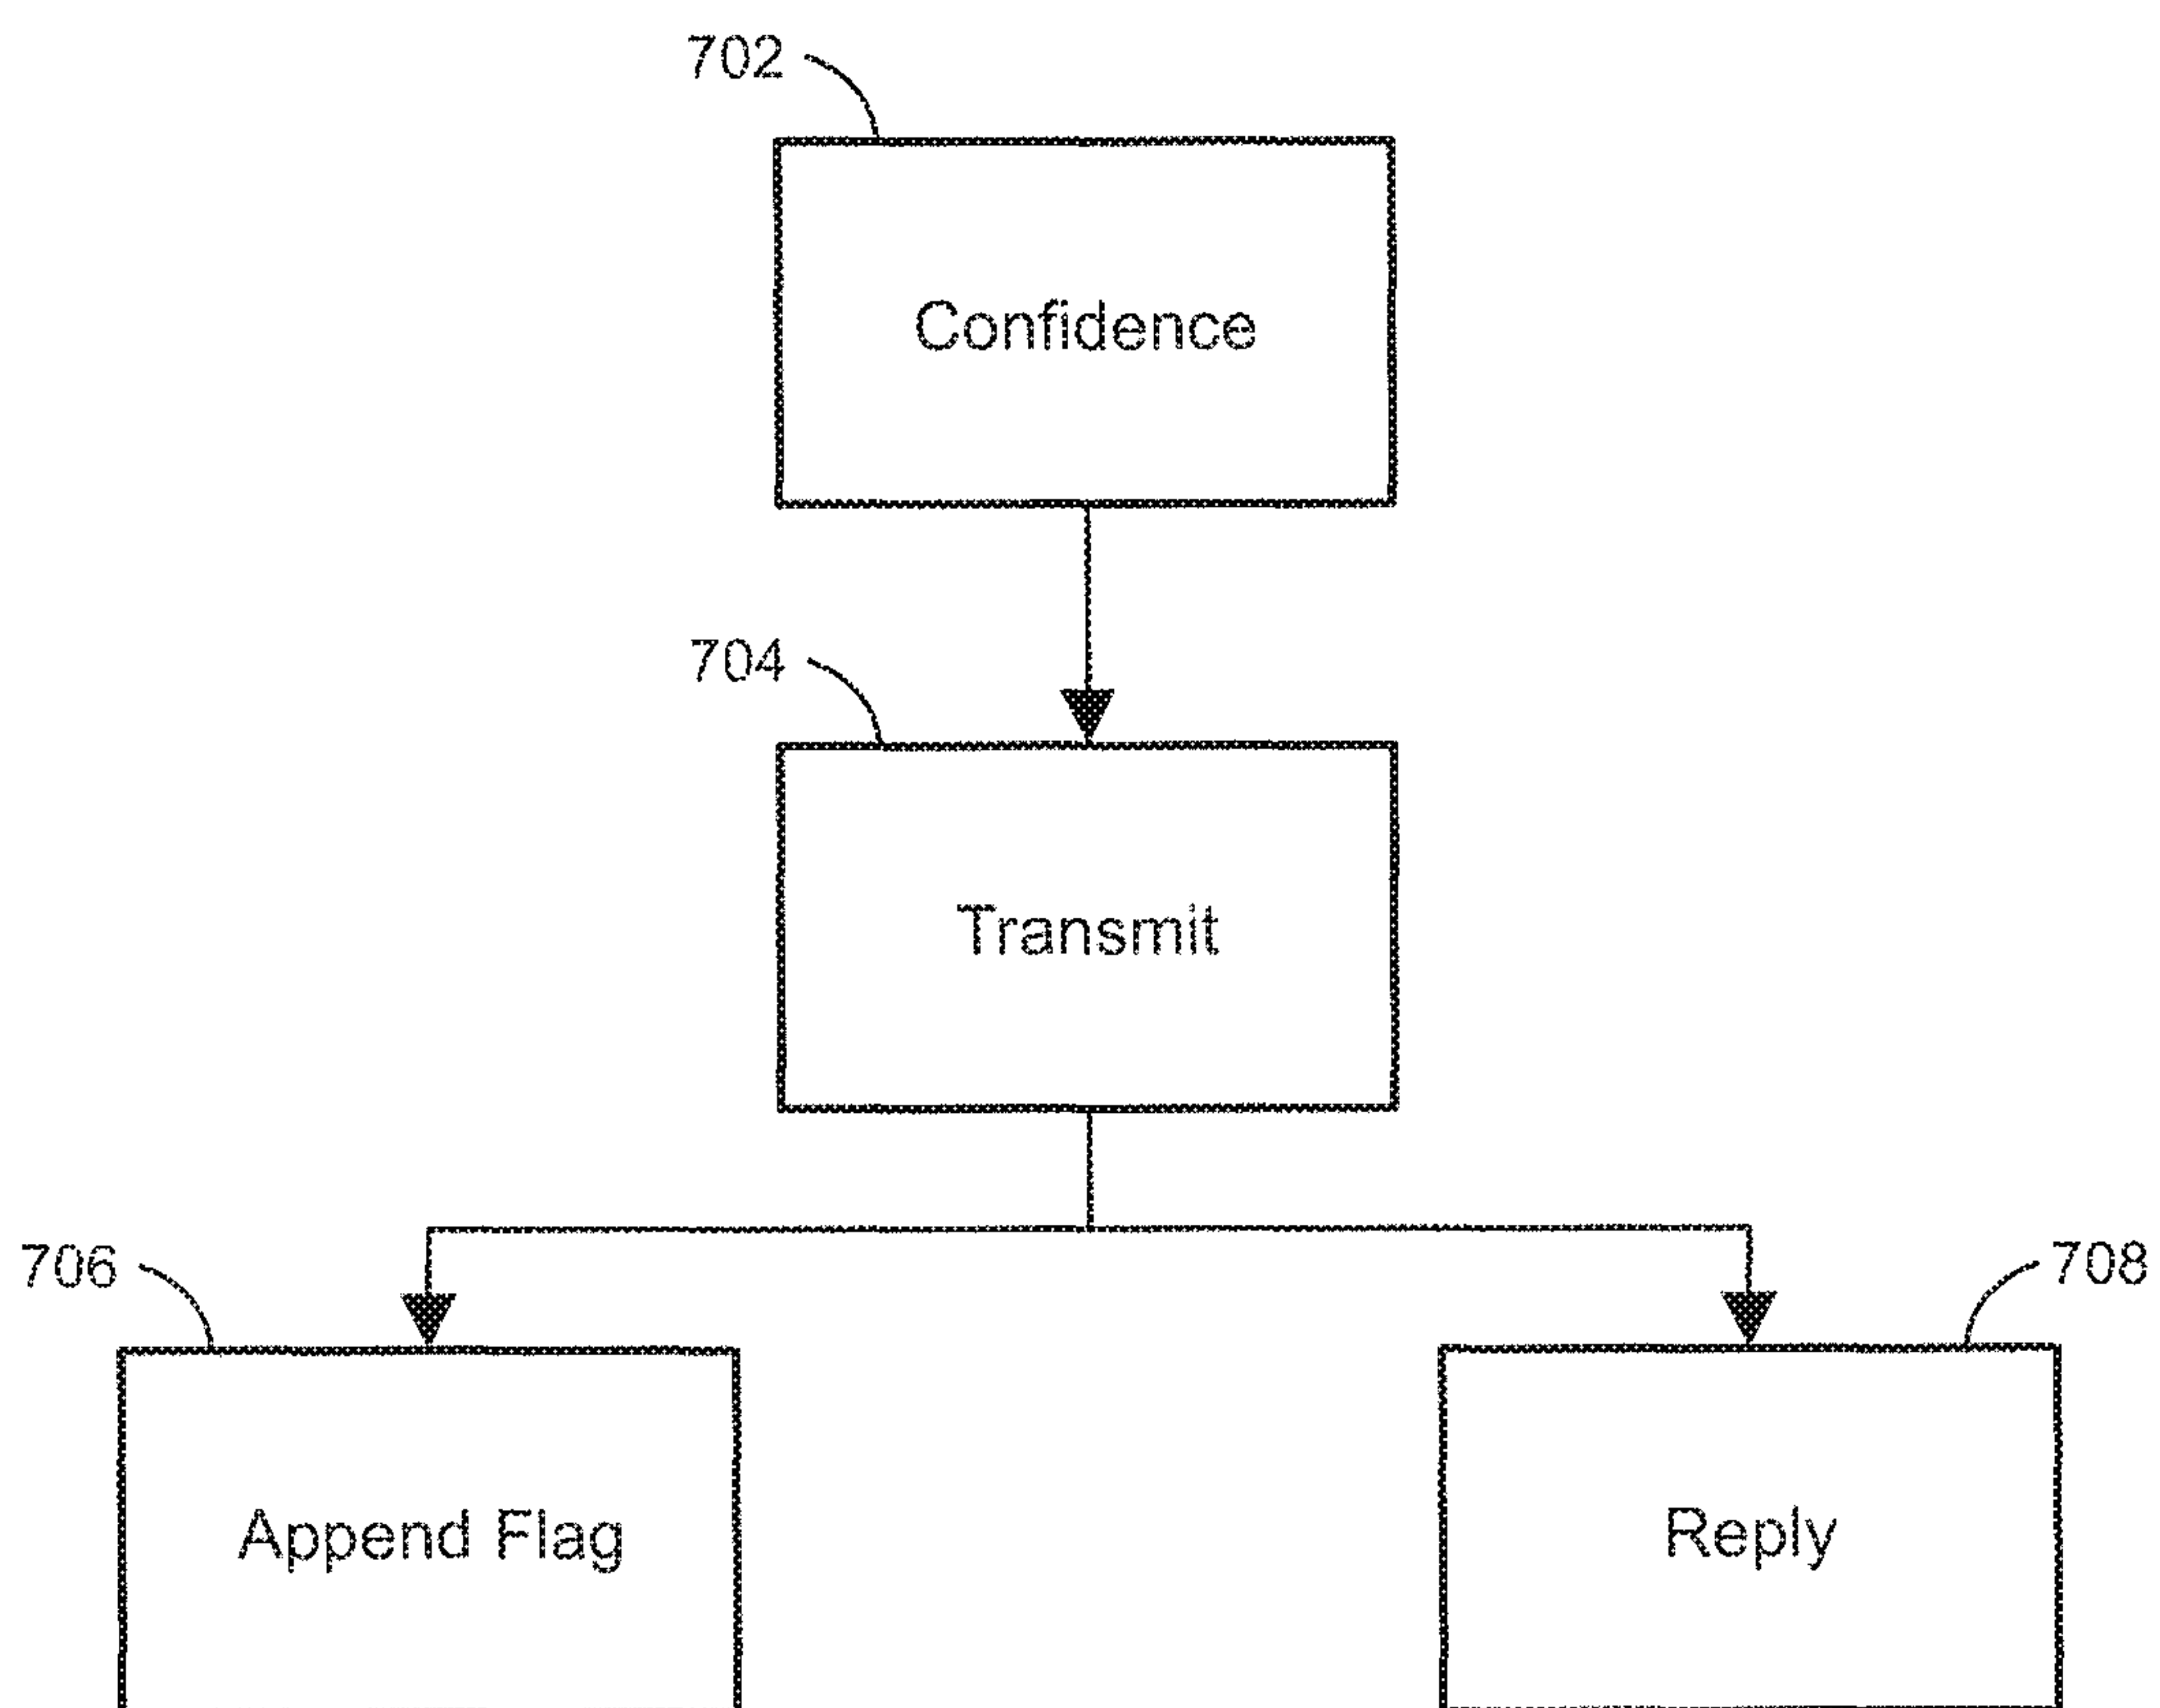 702
Confidence
704
Transmit
706
708
Append Flag
Reply